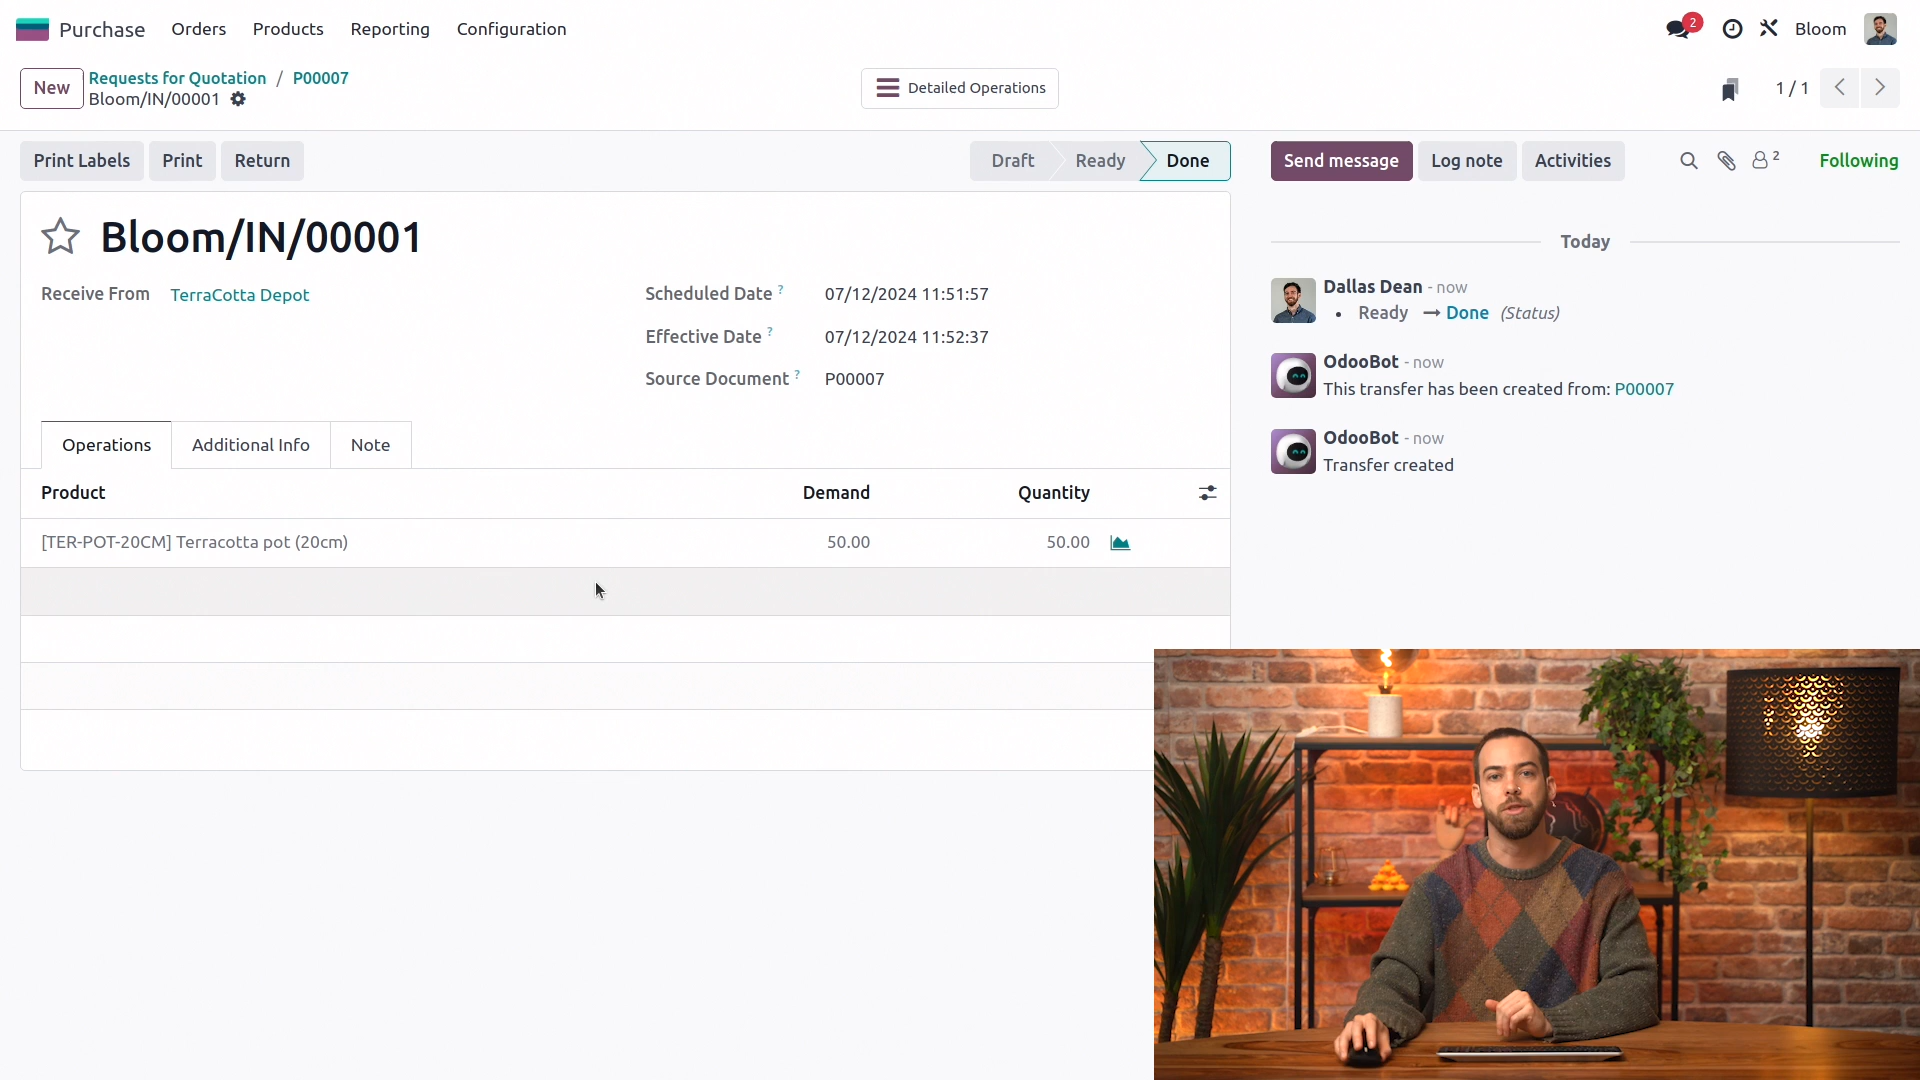 Purchase Orders Products Reporting Configuration 2 Bloom
New Requests for Quotation / P00007
Bloom/IN/00001
Detailed Operations
1 / 1
Print Labels Print Return Draft Ready Done Send message Log note Activities 2 Following
Bloom/IN/00001
Receive From TerraCotta Depot
Scheduled Date ? 07/12/2024 11:51:57
Effective Date ? 07/12/2024 11:52:37
Source Document ? P00007
Operations Additional Info Note
Product Demand Quantity
[TER-POT-20CM] Terracotta pot (20cm) 50.00 50.00
Today
Dallas Dean - now
• Ready → Done (Status)
OdooBot - now
This transfer has been created from: P00007
OdooBot - now
Transfer created